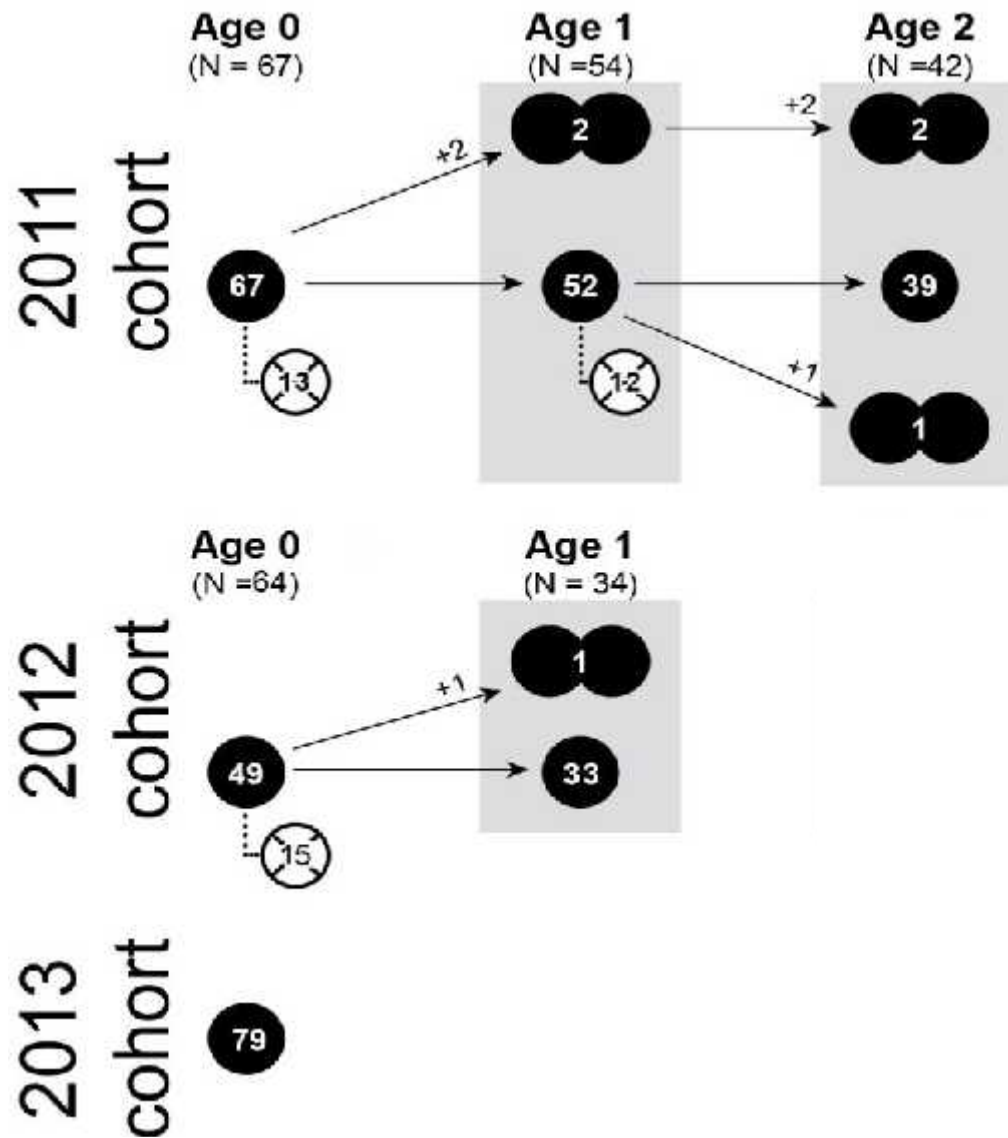 Age 0
(N = 67)
Age 1
(N =54)
Age 2
(N =42)
2011
cohort
+2
2
+2
2
67
52
39
13
12
+1
1
Age 0
(N =64)
Age 1
(N = 34)
2012
cohort
+1
1
49
33
15
2013
cohort
79